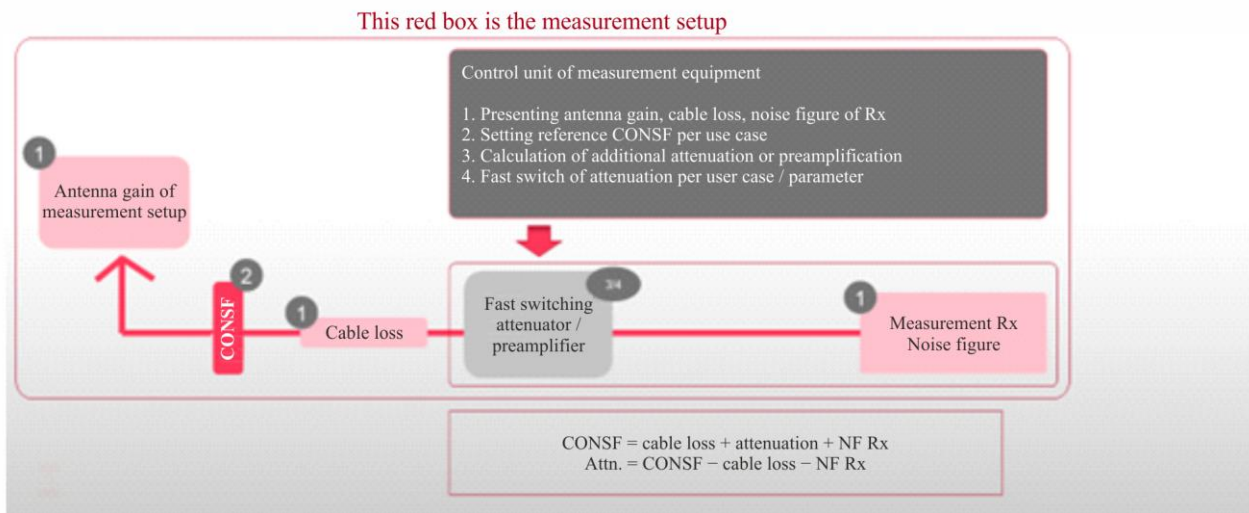 This red box is the measurement setup
Control unit of measurement equipment
1. Presenting antenna gain, cable loss, noise figure of Rx
2. Setting reference CONSF per use case
3. Calculation of additional attenuation or preamplification
4. Fast switch of attenuation per user case / parameter
1
Antenna gain of
measurement setup
2
CONSF
1
Cable loss
3/4
Fast switching
attenuator /
preamplifier
1
Measurement Rx
Noise figure
CONSF = cable loss + attenuation + NF Rx
Attn. = CONSF − cable loss − NF Rx